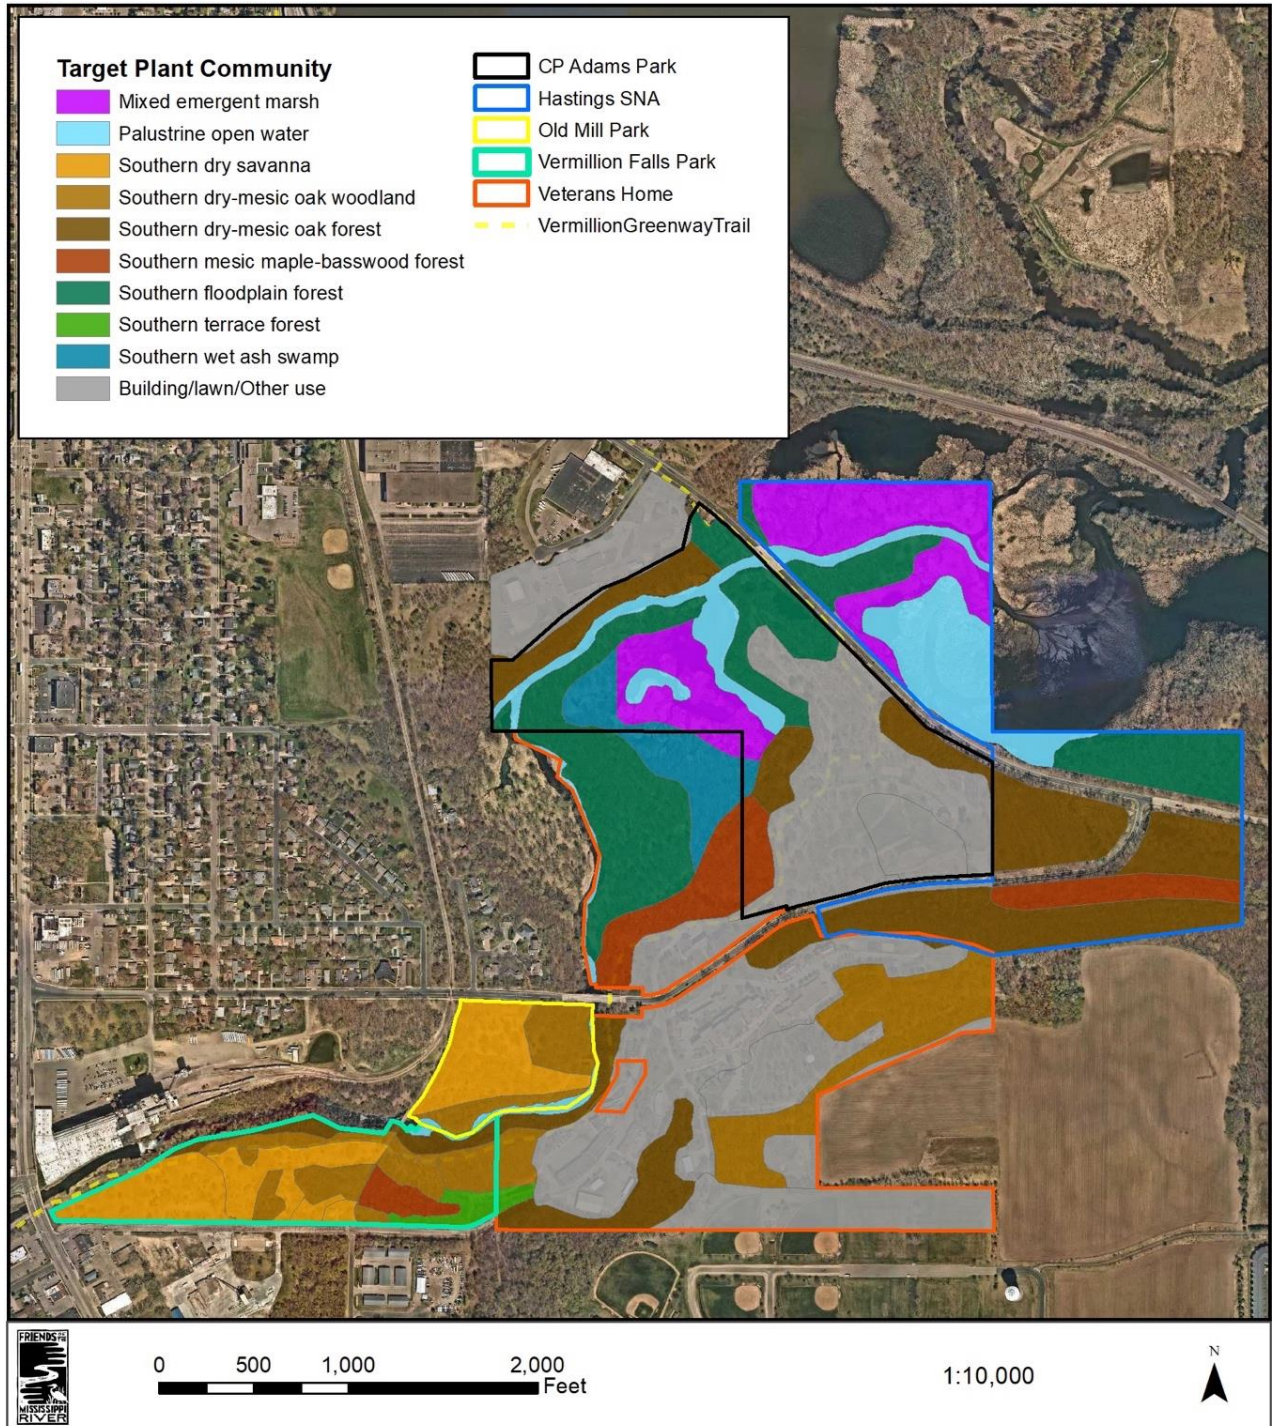 Target Plant Community
Mixed emergent marsh
Palustrine open water
Southern dry savanna
Southern dry-mesic oak woodland
Southern dry-mesic oak forest
Southern mesic maple-basswood forest
Southern floodplain forest
Southern terrace forest
Southern wet ash swamp
Building/lawn/Other use
CP Adams Park
Hastings SNA
Old Mill Park
Vermillion Falls Park
Veterans Home
VermillionGreenwayTrail
FRIENDS OF THE
MISSISSIPPI
RIVER
0 500 1,000 2,000
Feet
1:10,000
N